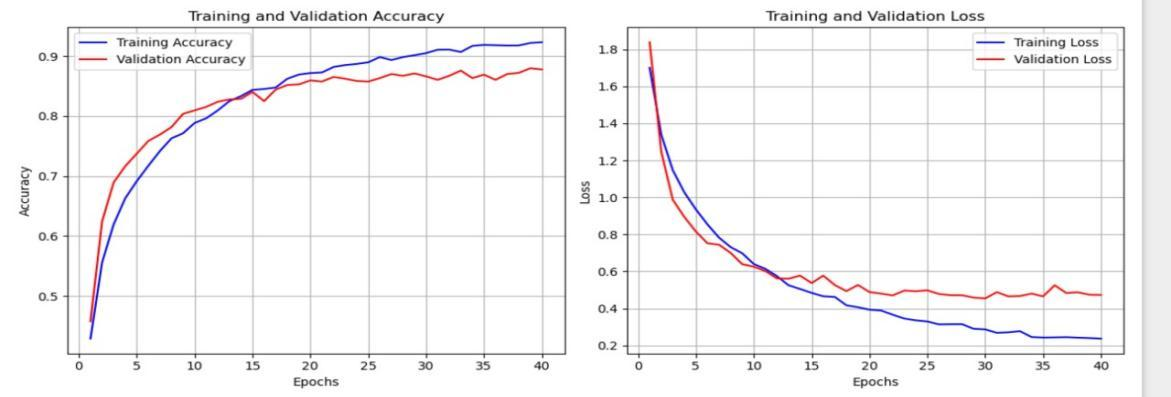 Training and Validation Accuracy
Training Accuracy
Validation Accuracy
0.9
0.8
0.7
0.6
0.5
Accuracy
0 5 10 15 20 25 30 35 40
Epochs
Training and Validation Loss
Training Loss
Validation Loss
1.8
1.6
1.4
1.2
1.0
0.8
0.6
0.4
0.2
Loss
0 5 10 15 20 25 30 35 40
Epochs